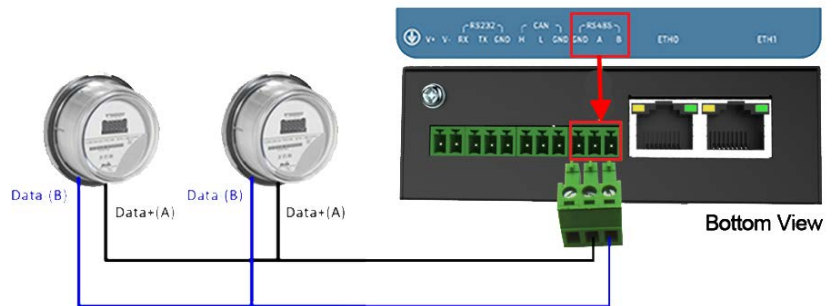 RS232 CAN RS485
V+ V- RX TX GND H L GND GND A B ETH0 ETH1
Data (B)
Data+(A)
Data (B)
Data+(A)
Bottom View